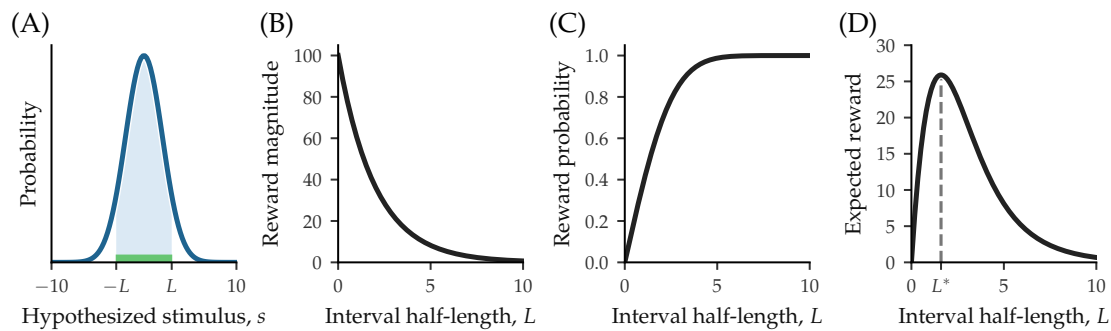 (A)
Probability
−10
−L
L
10
Hypothesized stimulus, s
(B)
Reward magnitude
100
80
60
40
20
0
0
5
10
Interval half-length, L
(C)
Reward probability
1.0
0.8
0.6
0.4
0.2
0.0
0
5
10
Interval half-length, L
(D)
Expected reward
30
25
20
15
10
5
0
0
L*
5
10
Interval half-length, L